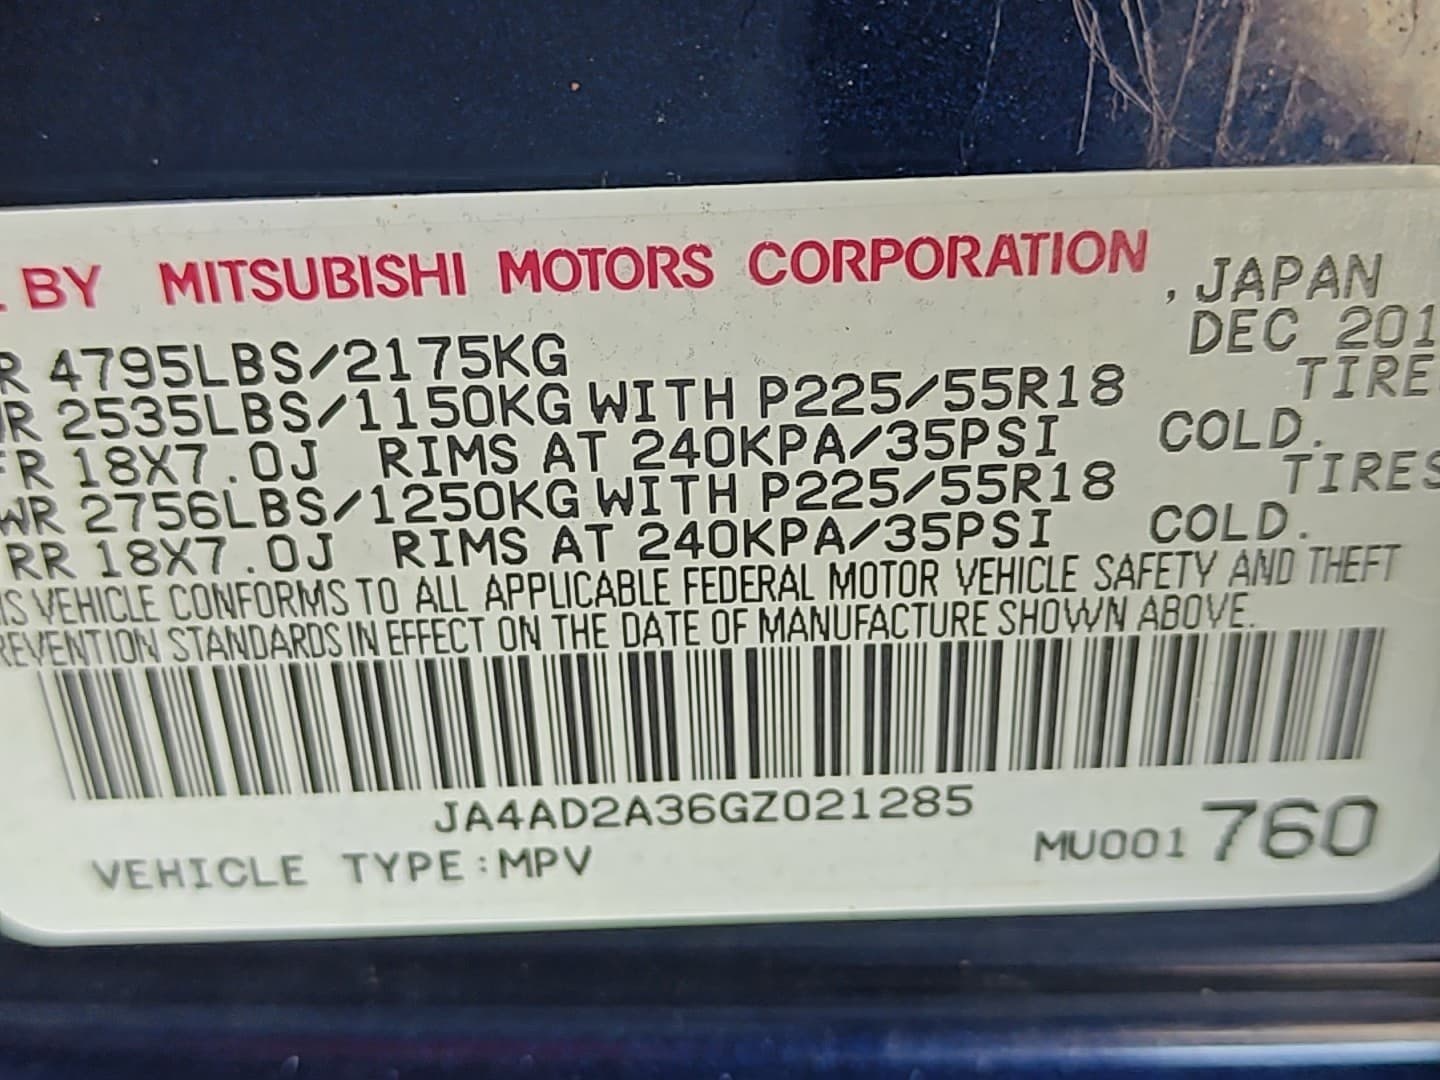 BY MITSUBISHI MOTORS CORPORATION , JAPAN
R 4795LBS/2175KG DEC 201
R 2535LBS/1150KG WITH P225/55R18 TIRE
FR 18X7.0J RIMS AT 240KPA/35PSI COLD.
WR 2756LBS/1250KG WITH P225/55R18 TIRES
RR 18X7.0J RIMS AT 240KPA/35PSI COLD.
IS VEHICLE CONFORMS TO ALL APPLICABLE FEDERAL MOTOR VEHICLE SAFETY AND THEFT
REVENTION STANDARDS IN EFFECT ON THE DATE OF MANUFACTURE SHOWN ABOVE.
JA4AD2A36GZ021285
VEHICLE TYPE:MPV MU001760